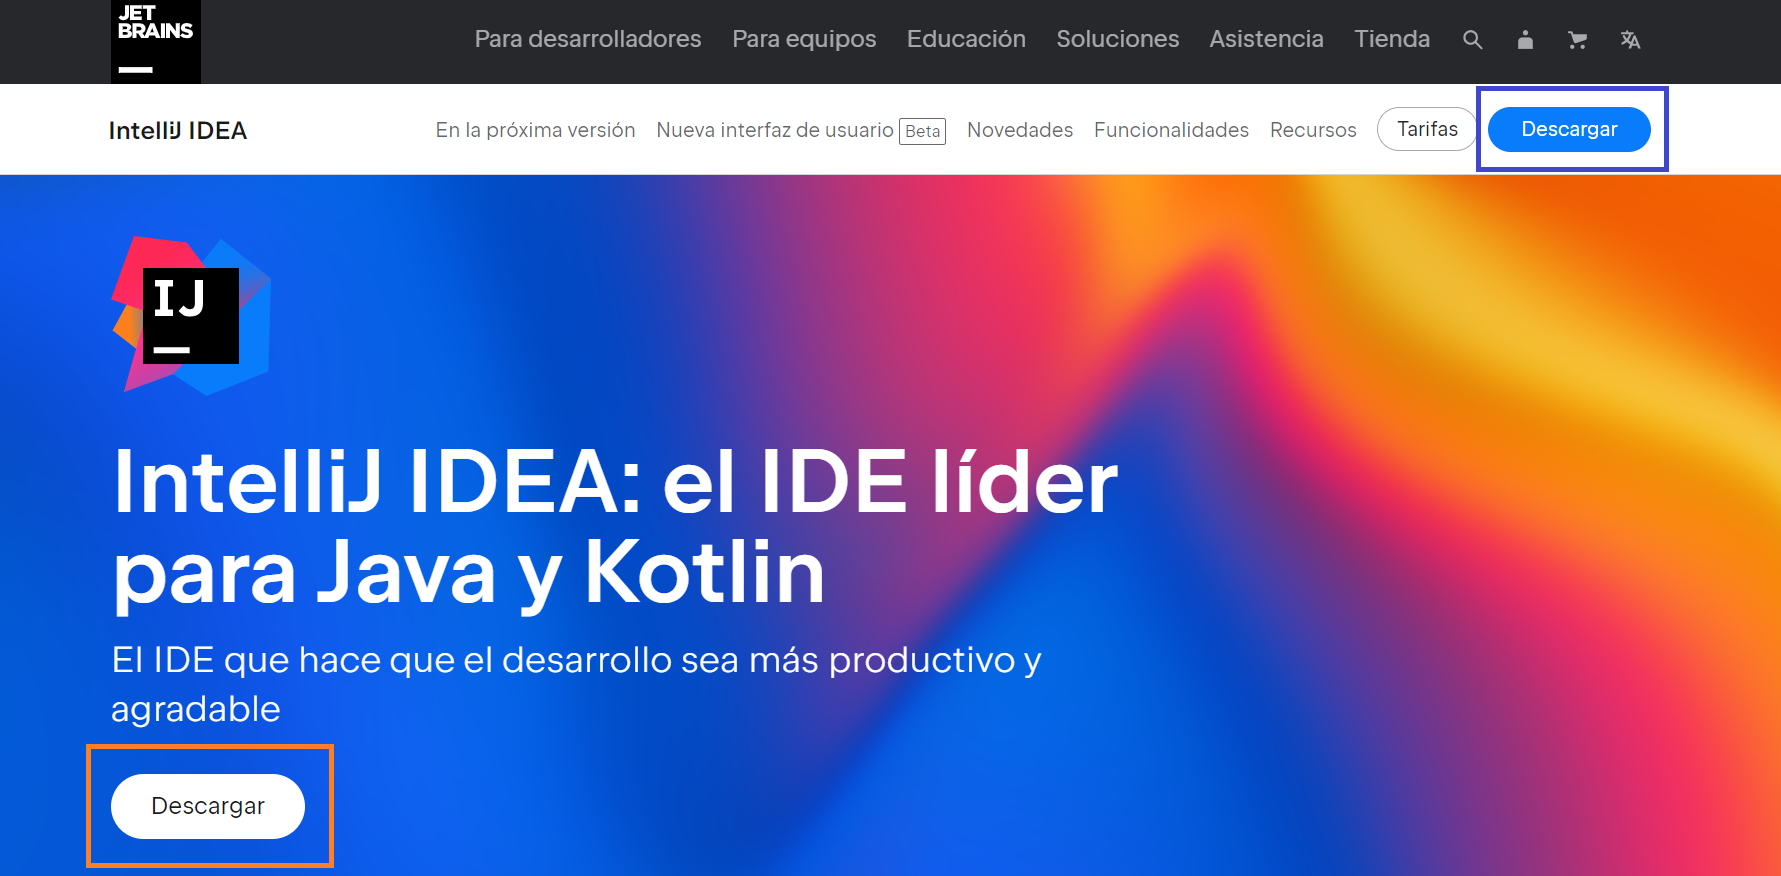 JET
BRAINS
Para desarrolladores Para equipos Educación Soluciones Asistencia Tienda
IntelliJ IDEA
En la próxima versión Nueva interfaz de usuario Beta Novedades Funcionalidades Recursos Tarifas Descargar
IJ
IntelliJ IDEA: el IDE líder
para Java y Kotlin
El IDE que hace que el desarrollo sea más productivo y
agradable
Descargar